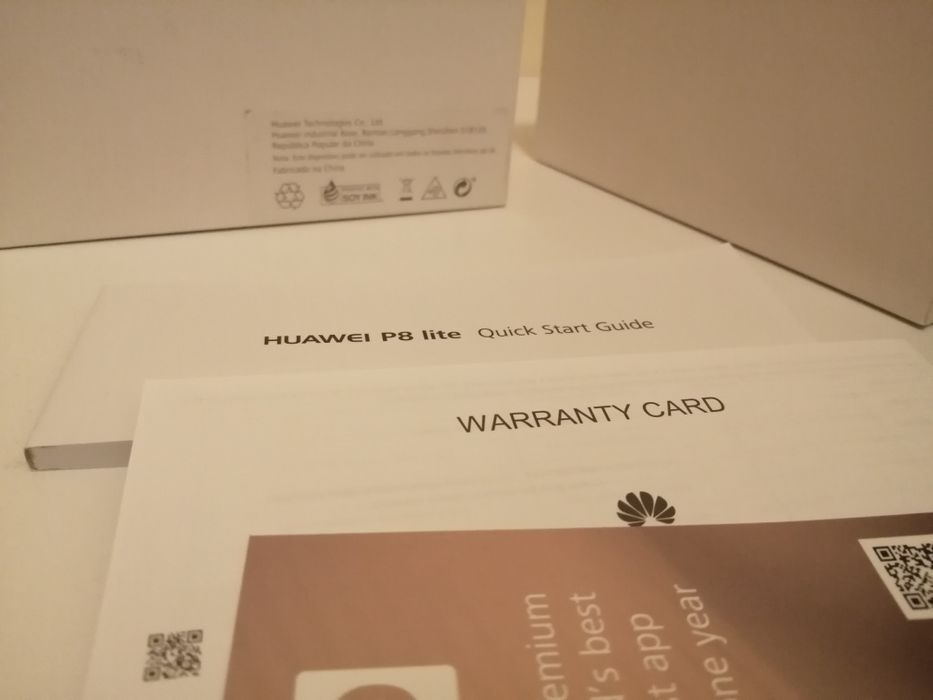 Huawei Technologies Co., Ltd.
República Popular da China
Fabricado na China
SOY INK
HUAWEI P8 lite Quick Start Guide
WARRANTY CARD
emium
d's best
t app
ne year